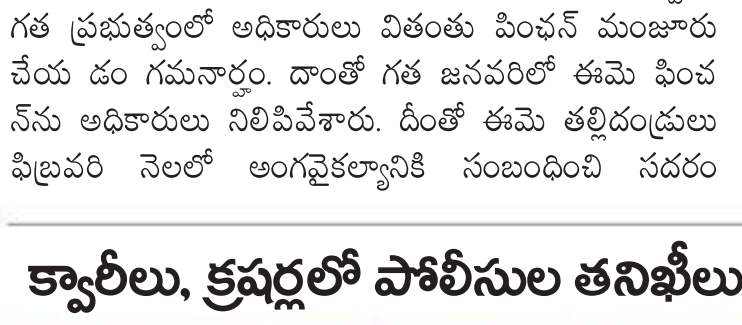 గత ప్రభుత్వంలో అధికారులు వితంతు పింఛన్ మంజూరు
చేయ డం గమనార్హం. దాంతో గత జనవరిలో ఈమె ఫించ
న్‌ను అధికారులు నిలిపివేశారు. దీంతో ఈమె తల్లిదండ్రులు
ఫిబ్రవరి నెలలో అంగవైకల్యానికి సంబంధించి సదరం
క్వారీలు, క్రషర్లలో పోలీసుల తనిఖీలు